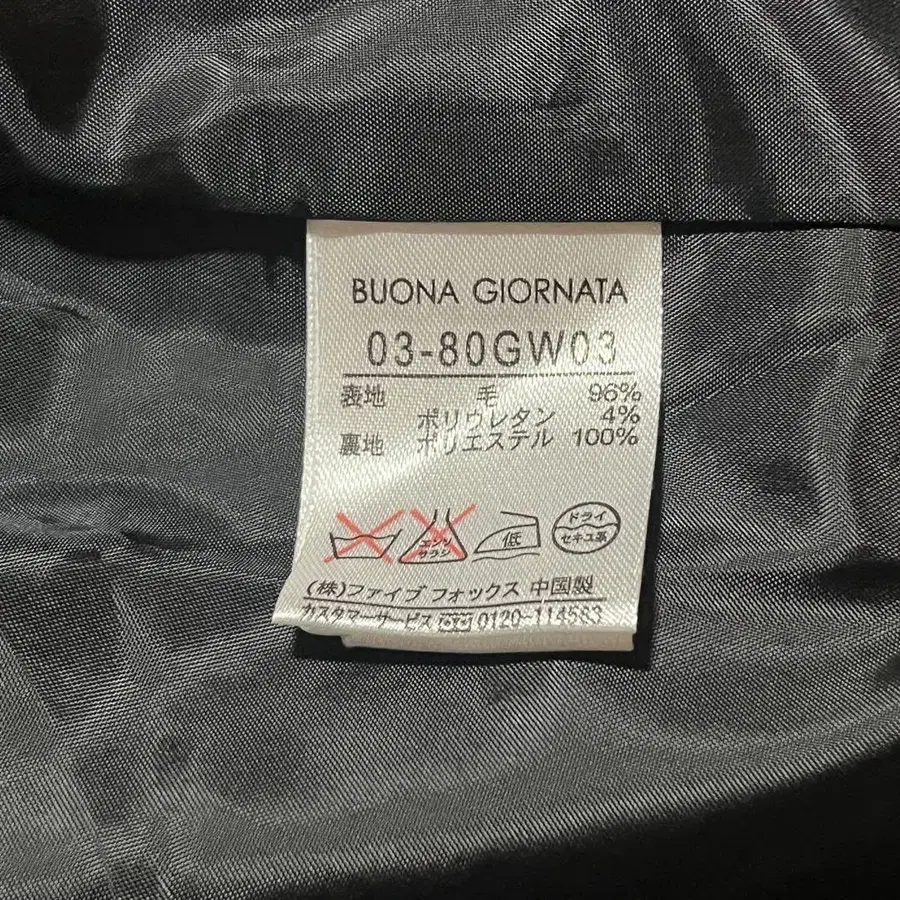 BUONA GIORNATA
03-80GW03
表地 毛 96%
ポリウレタン 4%
裏地 ポリエステル 100%
エンソ
サラシ
低
ドライ
セキユ系
(株)ファイブフォックス 中国製
カスタマーサービス 0120-114563